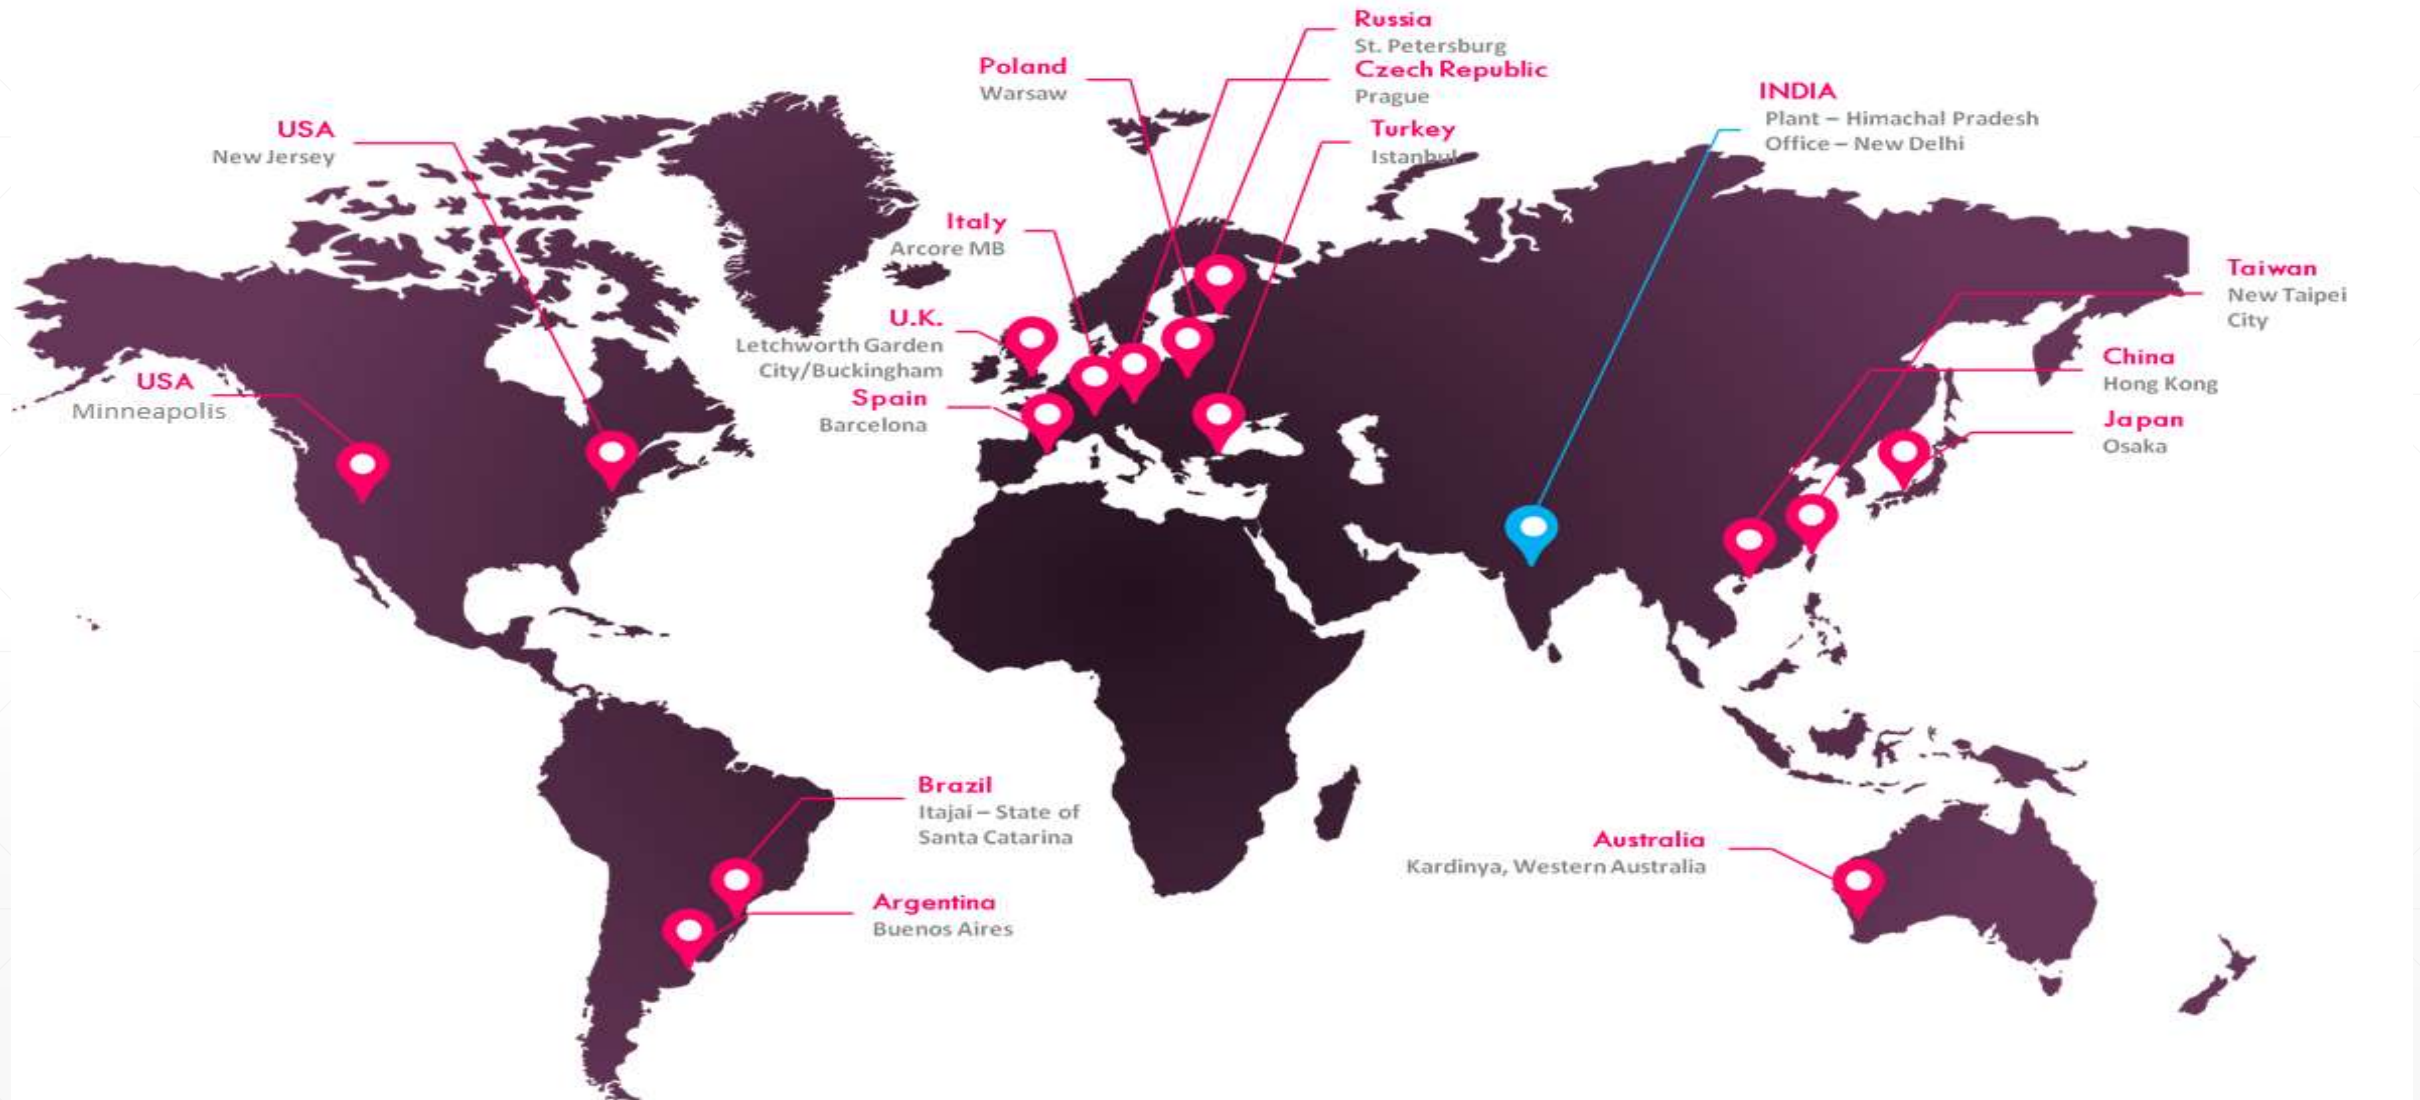 Russia
St. Petersburg
Poland
Warsaw
Czech Republic
Prague
INDIA
Plant – Himachal Pradesh
Office – New Delhi
USA
New Jersey
Turkey
Istanbul
Italy
Arcore MB
Taiwan
New Taipei
City
U.K.
Letchworth Garden
City/Buckingham
China
Hong Kong
USA
Minneapolis
Spain
Barcelona
Japan
Osaka
Brazil
Itajai – State of
Santa Catarina
Australia
Kardinya, Western Australia
Argentina
Buenos Aires